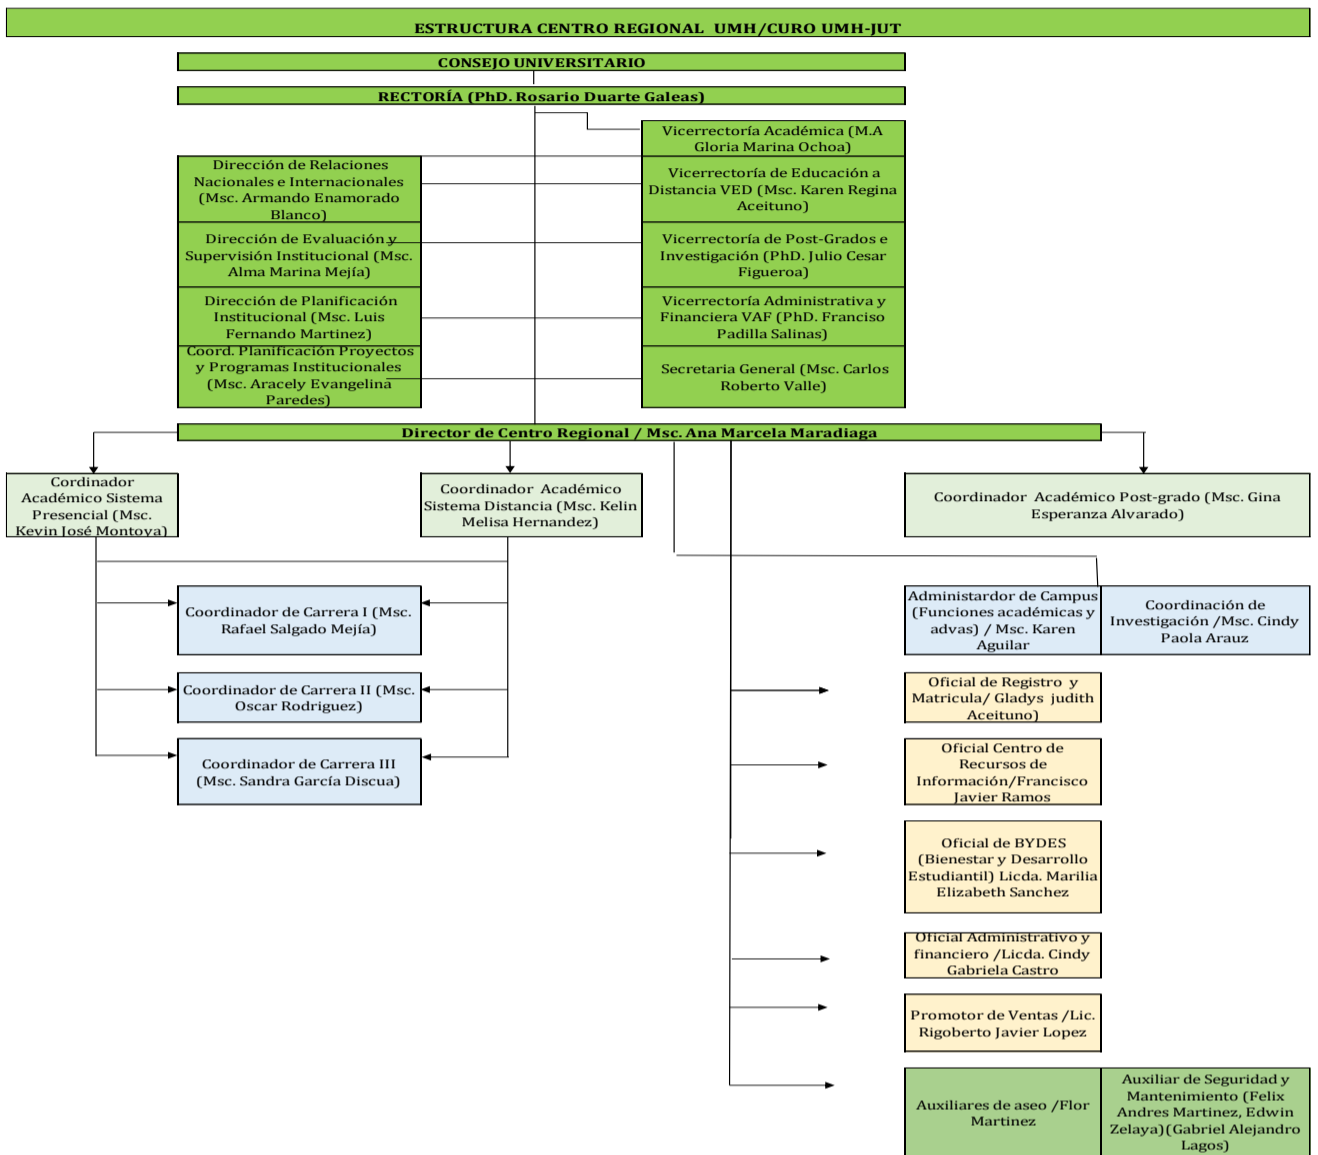 ESTRUCTURA CENTRO REGIONAL UMH/CURO UMH-JUT
CONSEJO UNIVERSITARIO
RECTORÍA (PhD. Rosario Duarte Galeas)
Vicerrectoría Académica (M.A
Gloria Marina Ochoa)
Dirección de Relaciones
Nacionales e Internacionales
(Msc. Armando Enamorado
Blanco)
Vicerrectoría de Educación a
Distancia VED (Msc. Karen Regina
Aceituno)
Dirección de Evaluación y
Supervisión Institucional (Msc.
Alma Marina Mejía)
Vicerrectoría de Post-Grados e
Investigación (PhD. Julio Cesar
Figueroa)
Dirección de Planificación
Institucional (Msc. Luis
Fernando Martinez)
Vicerrectoría Administrativa y
Financiera VAF (PhD. Franciso
Padilla Salinas)
Coord. Planificación Proyectos
y Programas Institucionales
(Msc. Aracely Evangelina
Paredes)
Secretaria General (Msc. Carlos
Roberto Valle)
Director de Centro Regional / Msc. Ana Marcela Maradiaga
Cordinador
Académico Sistema
Presencial (Msc.
Kevin José Montoya)
Coordinador Académico
Sistema Distancia (Msc. Kelin
Melisa Hernandez)
Coordinador Académico Post-grado (Msc. Gina
Esperanza Alvarado)
Coordinador de Carrera I (Msc.
Rafael Salgado Mejía)
Administardor de Campus
(Funciones académicas y
advas) / Msc. Karen
Aguilar
Coordinación de
Investigación /Msc. Cindy
Paola Arauz
Coordinador de Carrera II (Msc.
Oscar Rodriguez)
Oficial de Registro y
Matricula/ Gladys judith
Aceituno)
Coordinador de Carrera III
(Msc. Sandra García Discua)
Oficial Centro de
Recursos de
Información/Francisco
Javier Ramos
Oficial de BYDES
(Bienestar y Desarrollo
Estudiantil) Licda. Marilia
Elizabeth Sanchez
Oficial Administrativo y
financiero /Licda. Cindy
Gabriela Castro
Promotor de Ventas /Lic.
Rigoberto Javier Lopez
Auxiliares de aseo /Flor
Martinez
Auxiliar de Seguridad y
Mantenimiento (Felix
Andres Martinez, Edwin
Zelaya)(Gabriel Alejandro
Lagos)